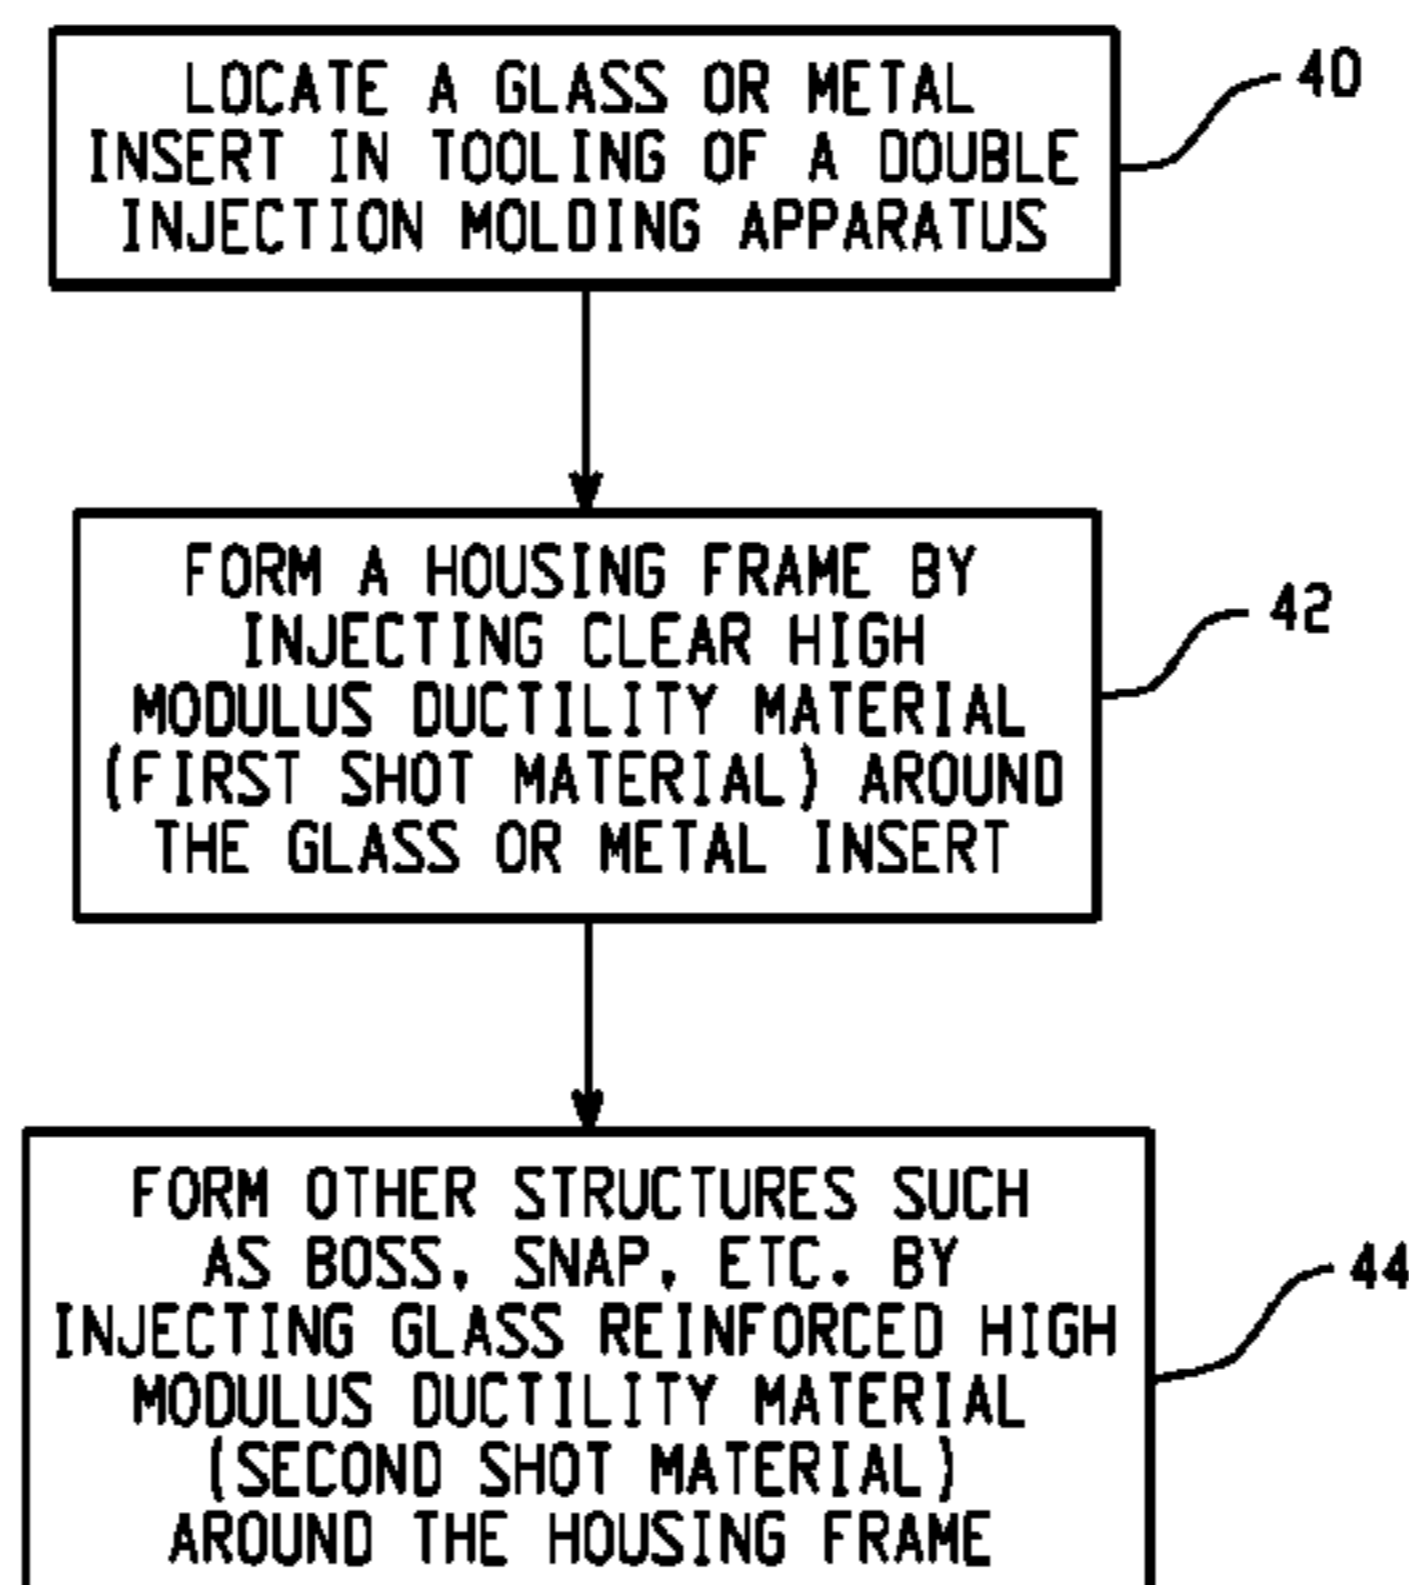 LOCATE A GLASS OR METAL
INSERT IN TOOLING OF A DOUBLE
INJECTION MOLDING APPARATUS
40
FORM A HOUSING FRAME BY
INJECTING CLEAR HIGH
MODULUS DUCTILITY MATERIAL
(FIRST SHOT MATERIAL) AROUND
THE GLASS OR METAL INSERT
42
FORM OTHER STRUCTURES SUCH
AS BOSS, SNAP, ETC. BY
INJECTING GLASS REINFORCED HIGH
MODULUS DUCTILITY MATERIAL
(SECOND SHOT MATERIAL)
AROUND THE HOUSING FRAME
44